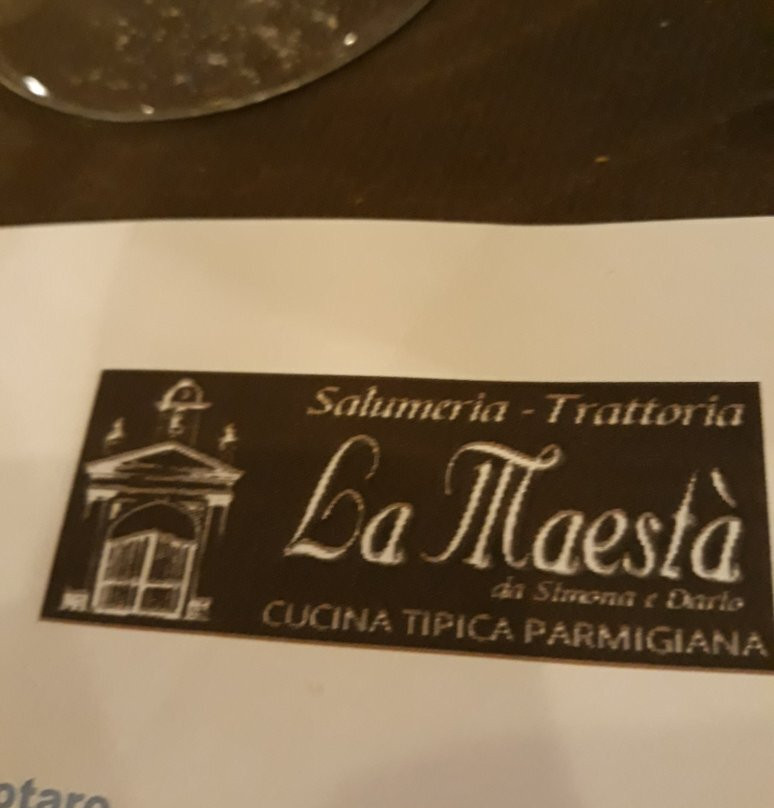 Salumeria - Trattoria
La Maestà
da Simona e Dario
CUCINA TIPICA PARMIGIANA